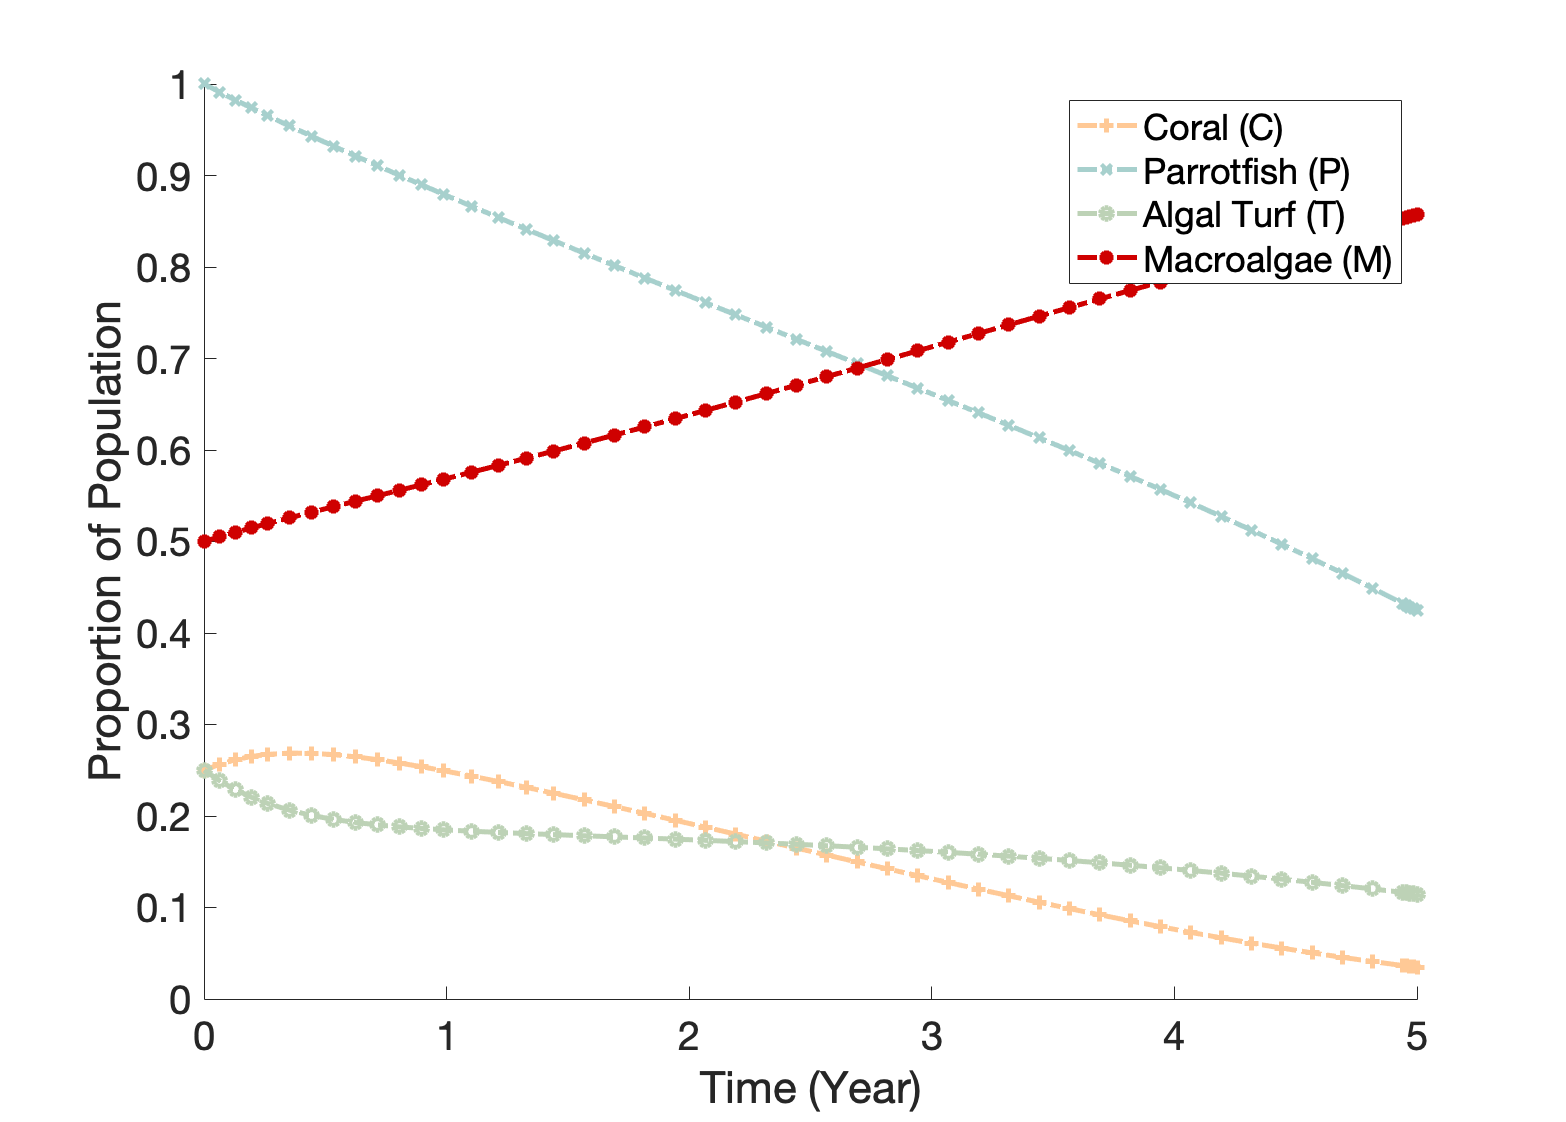 1
0.9
0.8
0.7
0.6
0.5
0.4
0.3
0.2
0.1
0
Proportion of Population
Coral (C)
Parrotfish (P)
Algal Turf (T)
Macroalgae (M)
0 1 2 3 4 5
Time (Year)